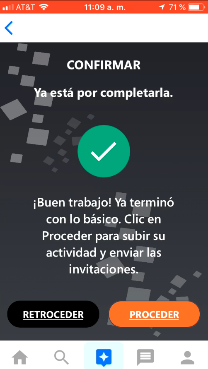 AT&T
11:09 a. m.
71 %
CONFIRMAR
Ya está por completarla.
¡Buen trabajo! Ya terminó
con lo básico. Clic en
Proceder para subir su
actividad y enviar las
invitaciones.
RETROCEDER
PROCEDER